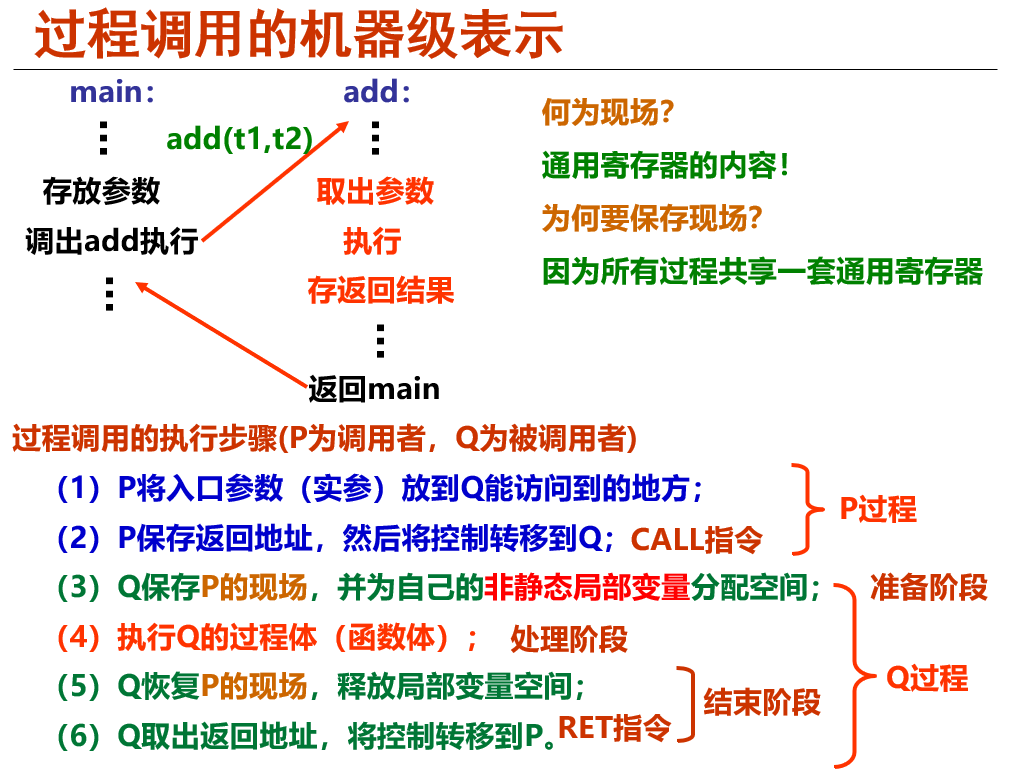 过程调用的机器级表示
main：
add：
add(t1,t2)
存放参数
取出参数
调出add执行
执行
存返回结果
返回main
何为现场？
通用寄存器的内容！
为何要保存现场？
因为所有过程共享一套通用寄存器
过程调用的执行步骤(P为调用者，Q为被调用者)
（1）P将入口参数（实参）放到Q能访问到的地方；
P过程
（2）P保存返回地址，然后将控制转移到Q；CALL指令
（3）Q保存P的现场，并为自己的非静态局部变量分配空间； 准备阶段
（4）执行Q的过程体（函数体）； 处理阶段
Q过程
（5）Q恢复P的现场，释放局部变量空间；
结束阶段
（6）Q取出返回地址，将控制转移到P。RET指令